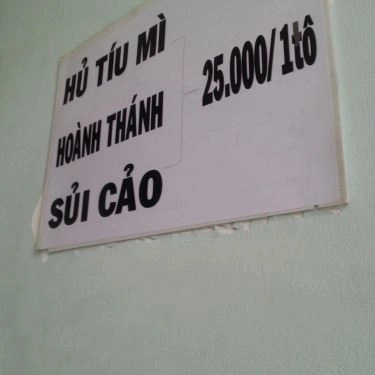 HỦ TÍU MÌ
HOÀNH THÁNH
SỦI CẢO
25.000/1tô